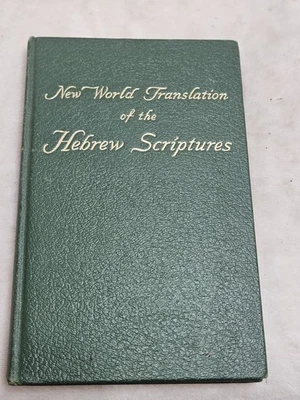 New World Translation
of the
Hebrew Scriptures